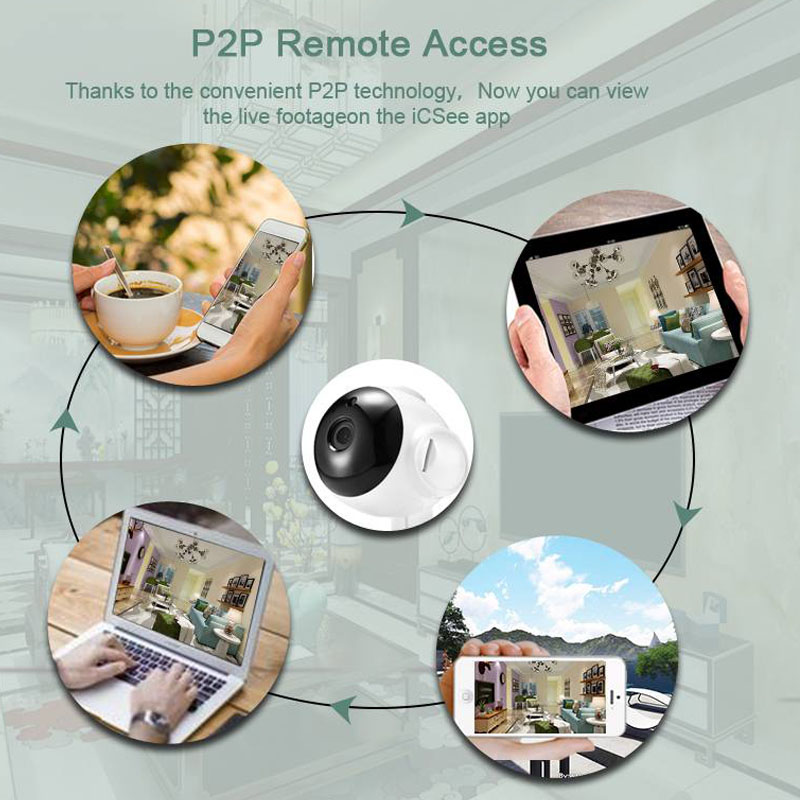 P2P Remote Access
Thanks to the convenient P2P technology, Now you can view
the live footageon the iCSee app